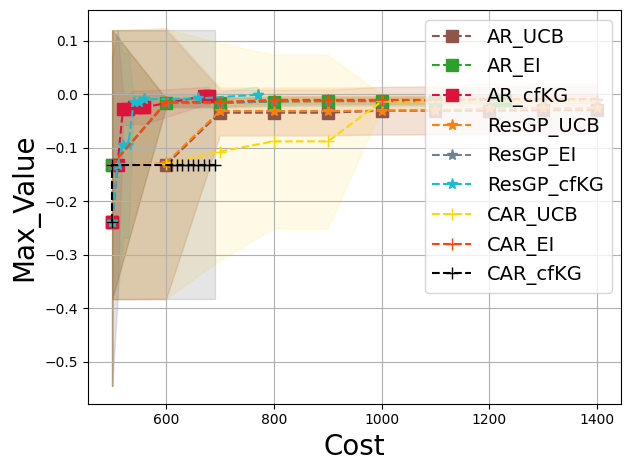 Max_Value
0.1
0.0
−0.1
−0.2
−0.3
−0.4
−0.5
AR_UCB
AR_EI
AR_cfKG
ResGP_UCB
ResGP_EI
ResGP_cfKG
CAR_UCB
CAR_EI
CAR_cfKG
600
800
1000
1200
1400
Cost